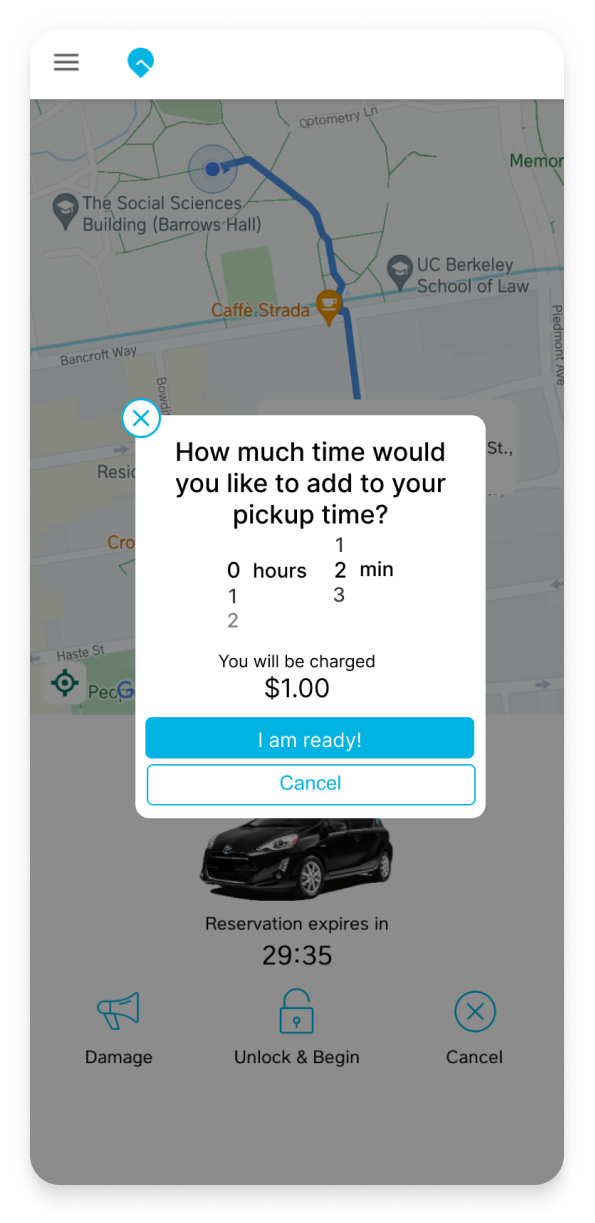 Optometry Ln
Memor
The Social Sciences
Building (Barrows Hall)
UC Berkeley
School of Law
Caffè Strada
Piedmont Ave
Bancroft Way
Bowdit
St.,
How much time would
you like to add to your
pickup time?
Resid
Cro
1
0 hours 2 min
1 3
2
Haste St
You will be charged
$1.00
Peop
G
I am ready!
Cancel
Reservation expires in
29:35
Damage Unlock & Begin Cancel